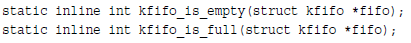 static inline int kfifo_is_empty(struct kfifo *fifo);
static inline int kfifo_is_full(struct kfifo *fifo);